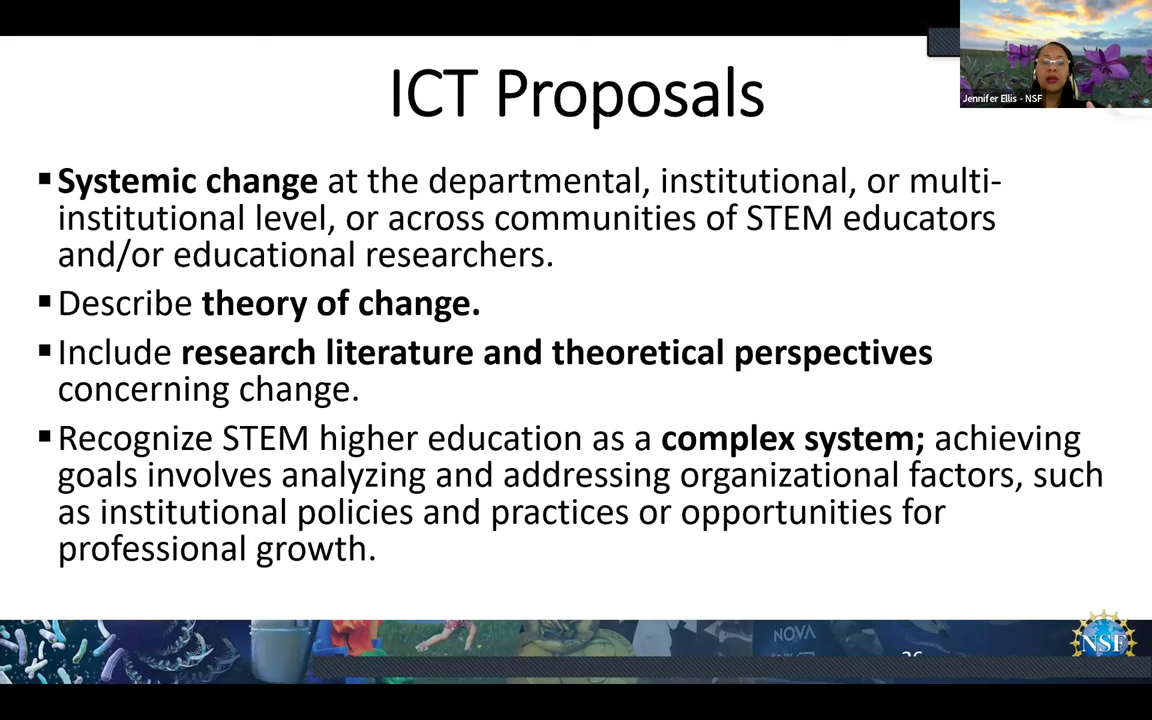 ICT Proposals
Jennifer Ellis - NSF
▪Systemic change at the departmental, institutional, or multi-
institutional level, or across communities of STEM educators
and/or educational researchers.
▪Describe theory of change.
▪Include research literature and theoretical perspectives
concerning change.
▪Recognize STEM higher education as a complex system; achieving
goals involves analyzing and addressing organizational factors, such
as institutional policies and practices or opportunities for
professional growth.
NOVA
NSF